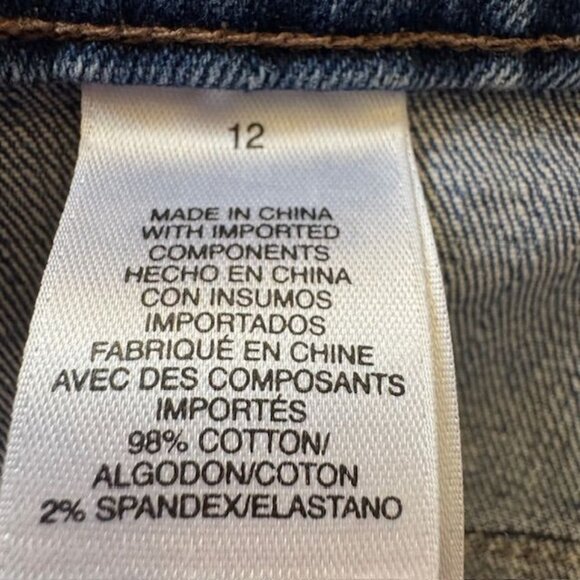 12
MADE IN CHINA
WITH IMPORTED
COMPONENTS
HECHO EN CHINA
CON INSUMOS
IMPORTADOS
FABRIQUÉ EN CHINE
AVEC DES COMPOSANTS
IMPORTÉS
98% COTTON/
ALGODON/COTON
2% SPANDEX/ELASTANO